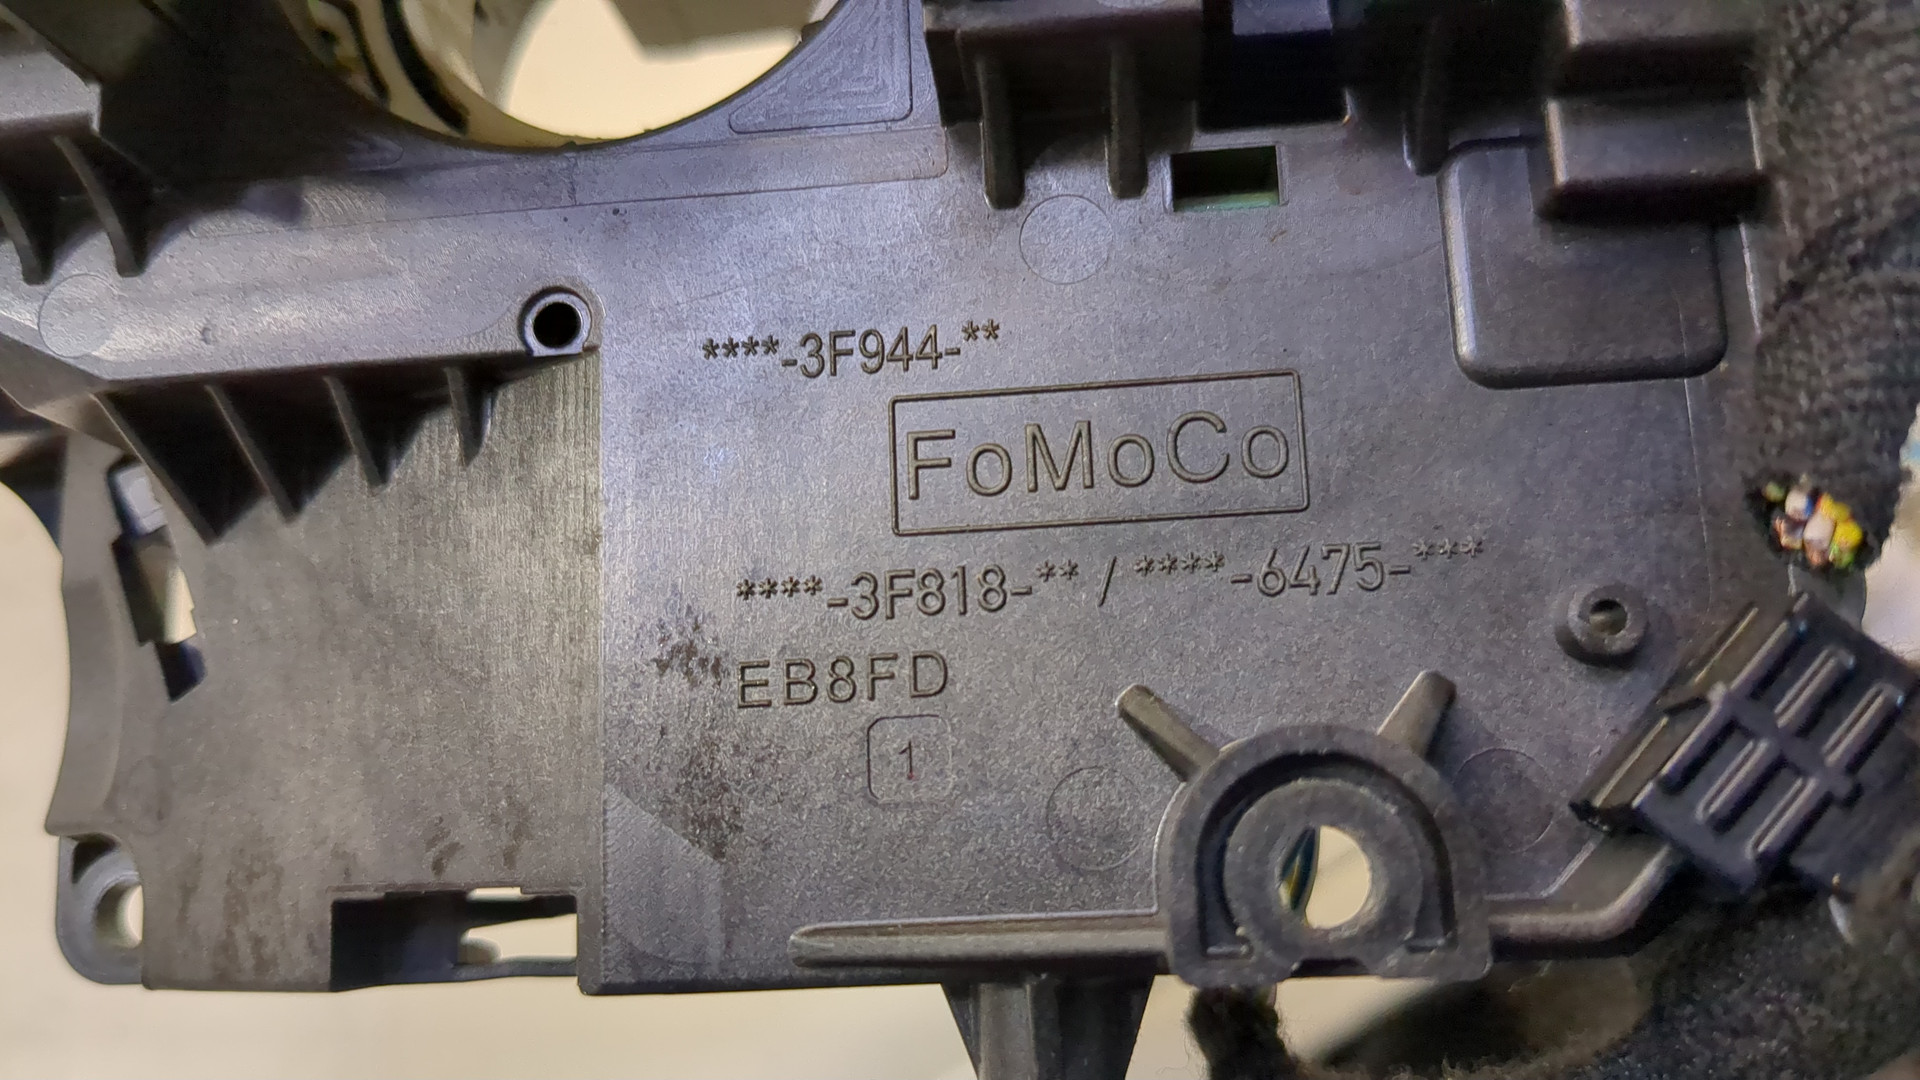 ****-3F944-**
FoMoCo
****-3F818-** / ****-6475-***
EB8FD
1